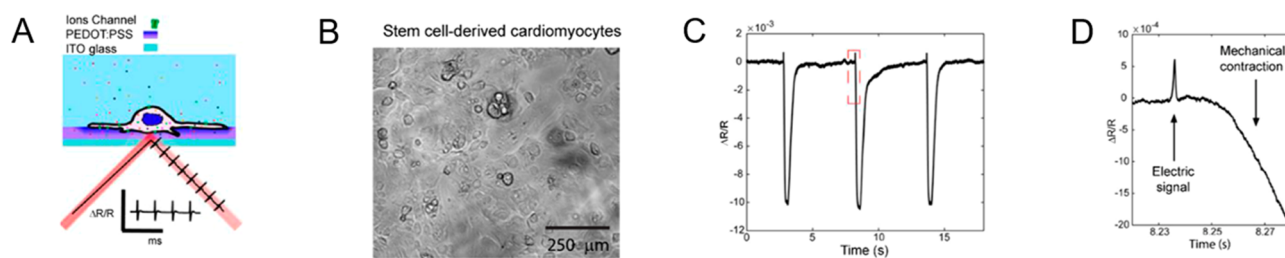 A
Ions Channel
PEDOT:PSS
ITO glass
ΔR/R
ms
B
Stem cell-derived cardiomyocytes
250 μm
C
×10⁻³
2
0
-2
-4
-6
-8
-10
-12
ΔR/R
0
5
10
15
Time (s)
D
×10⁻⁴
10
5
0
-5
-10
-15
-20
ΔR/R
Mechanical
contraction
Electric
signal
8.23
8.25
8.27
Time (s)